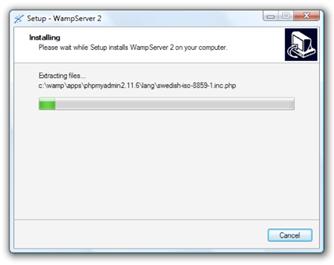 Setup - WampServer 2
Installing
Please wait while Setup installs WampServer 2 on your computer.
Extracting files...
c:\wamp\apps\phpmyadmin2.11.6\lang\swedish-iso-8859-1.inc.php
Cancel